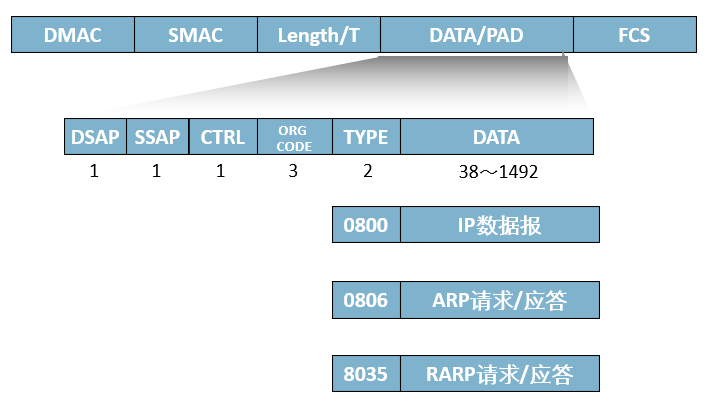 DMAC SMAC Length/T DATA/PAD FCS
DSAP SSAP CTRL ORG CODE TYPE DATA
1 1 1 3 2 38～1492
0800 IP数据报
0806 ARP请求/应答
8035 RARP请求/应答